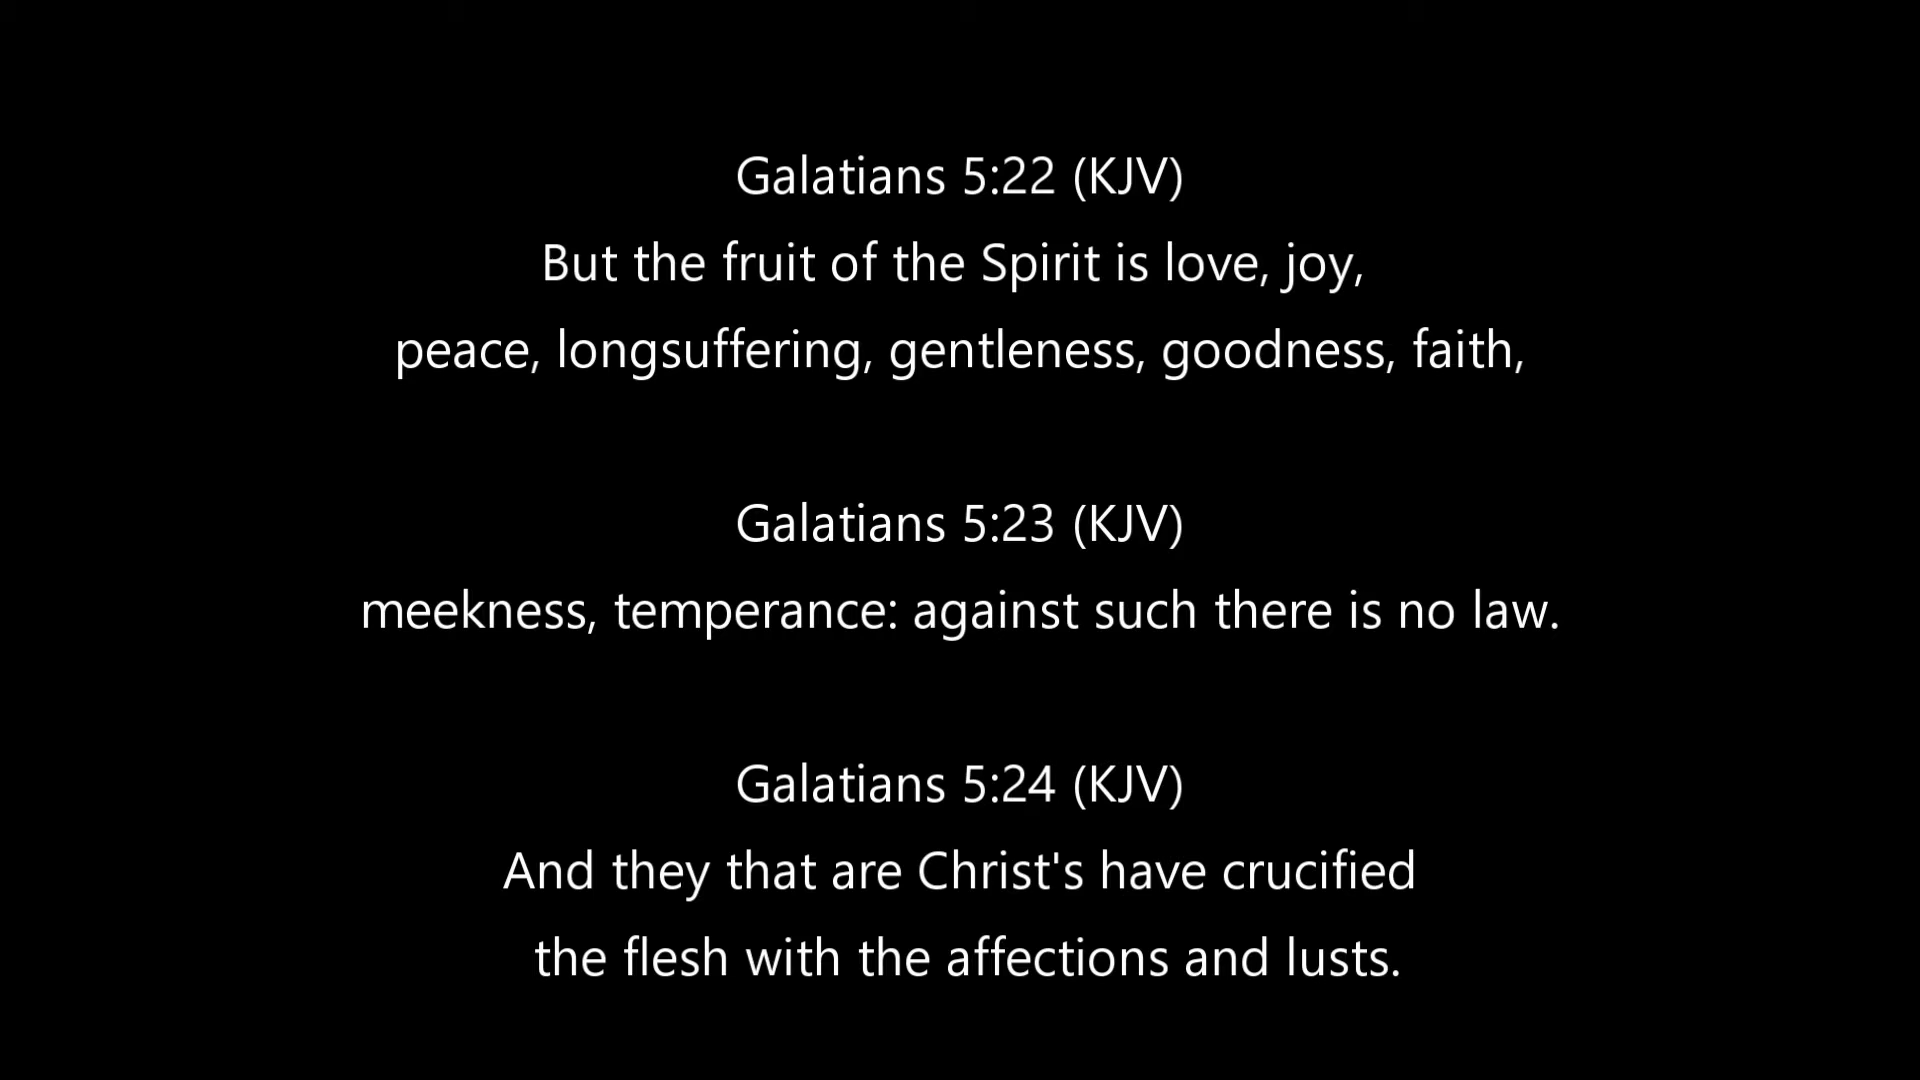 Galatians 5:22 (KJV)
But the fruit of the Spirit is love, joy,
peace, longsuffering, gentleness, goodness, faith,
Galatians 5:23 (KJV)
meekness, temperance: against such there is no law.
Galatians 5:24 (KJV)
And they that are Christ's have crucified
the flesh with the affections and lusts.